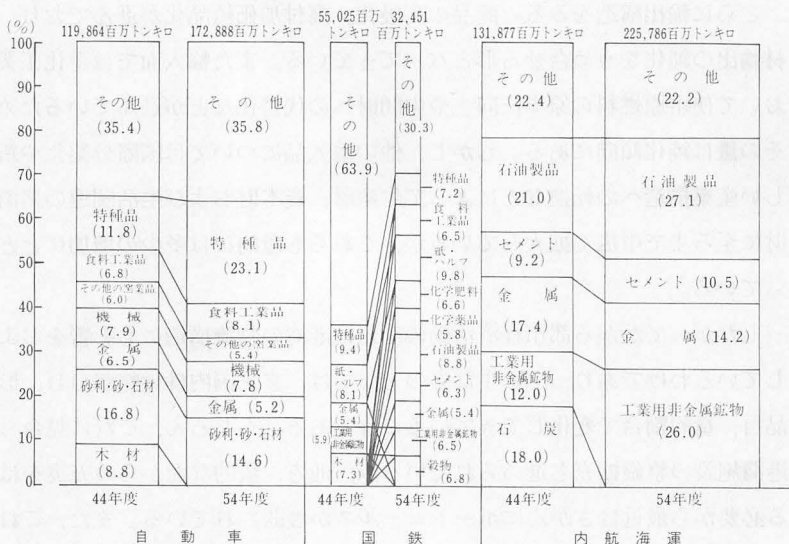 119,864百万トンキロ
172,888百万トンキロ
55,025百万
トンキロ
32,451
百万トンキロ
131,877百万トンキロ
225,786百万トンキロ
(%)
100
90
80
70
60
50
40
30
20
10
0
その他
(35.4)
特種品
(11.8)
食料工業品
(6.8)
その他の窯業品
(6.0)
機械
(7.9)
金属
(6.5)
砂利・砂・石材
(16.8)
木材
(8.8)
その他
(35.8)
特種品
(23.1)
食料工業品
(8.1)
その他の窯業品
(5.4)
機械
(7.8)
金属(5.2)
砂利・砂・石材
(14.6)
その他
(63.9)
特種品
(9.4)
紙・
パルプ
(8.1)
金属
(5.4)
工業用
非金属鉱物
(5.9)
木材
(7.3)
その他
(30.3)
特種品
(7.2)
食料
工業品
(6.5)
紙・
パルプ
(9.8)
化学肥料
(6.6)
化学薬品
(5.8)
石油製品
(8.8)
セメント
(6.3)
金属(5.4)
工業用非金属鉱物
(6.5)
穀物
(6.8)
その他
(22.4)
石油製品
(21.0)
セメント
(9.2)
金属
(17.4)
工業用
非金属鉱物
(12.0)
石炭
(18.0)
その他
(22.2)
石油製品
(27.1)
セメント(10.5)
金属(14.2)
工業用非金属鉱物
(26.0)
44年度
54年度
44年度
54年度
44年度
54年度
自動車
国鉄
内航海運